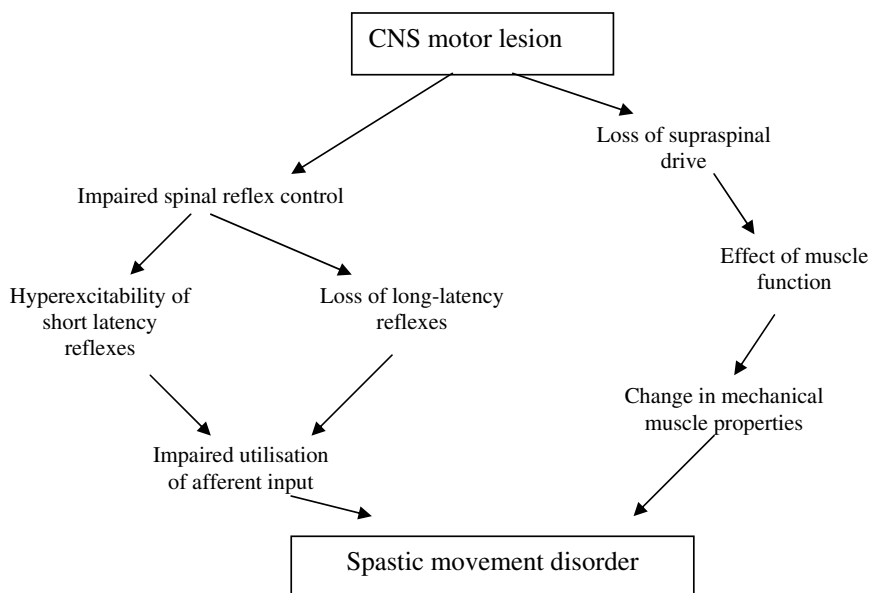 CNS motor lesion
Loss of supraspinal
drive
Impaired spinal reflex control
Effect of muscle
function
Hyperexcitability of
short latency
reflexes
Loss of long-latency
reflexes
Change in mechanical
muscle properties
Impaired utilisation
of afferent input
Spastic movement disorder